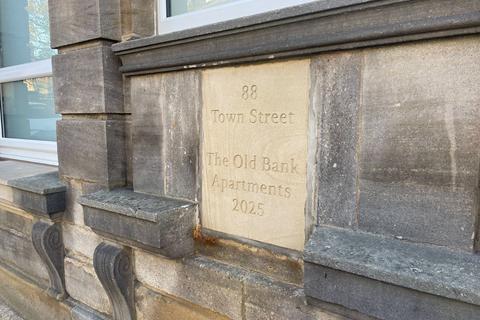 88
Town Street
The Old Bank
Apartments
2025